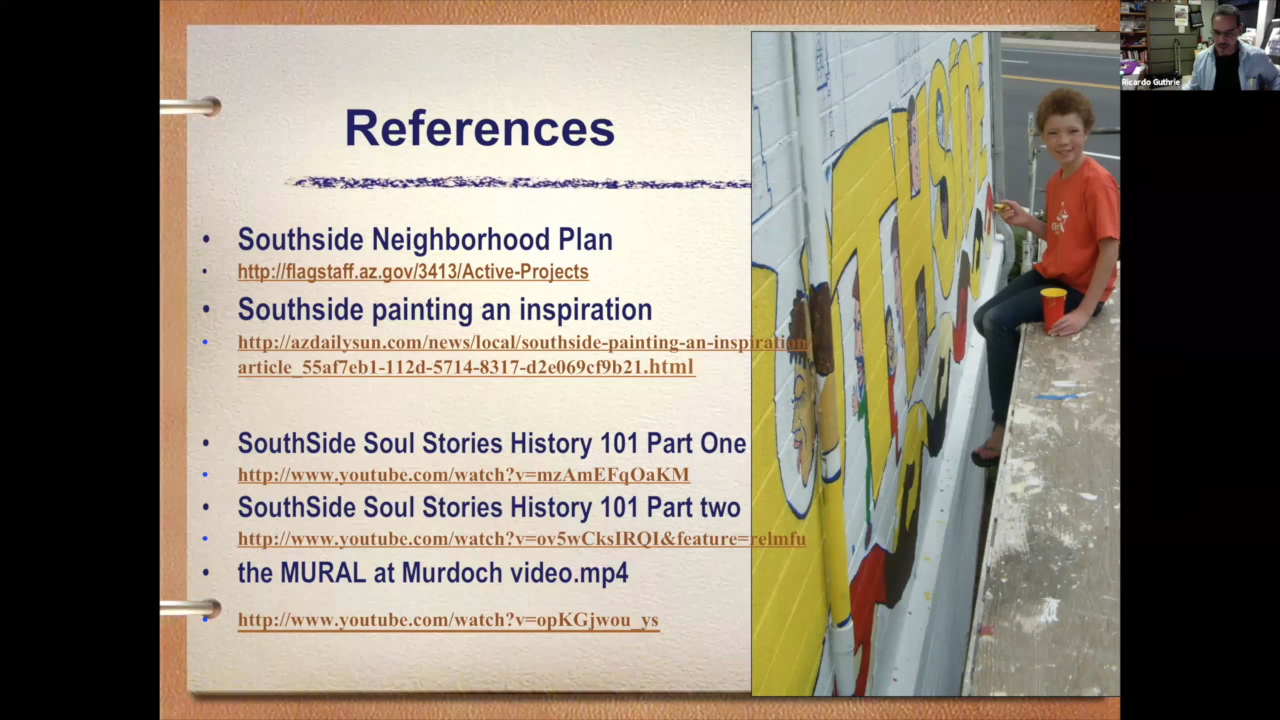 References
• Southside Neighborhood Plan
• http://flagstaff.az.gov/3413/Active-Projects
• Southside painting an inspiration
• http://azdailysun.com/news/local/southside-painting-an-inspiration
article_55af7eb1-112d-5714-8317-d2e069cf9b21.html
• SouthSide Soul Stories History 101 Part One
• http://www.youtube.com/watch?v=mzAmEFqOaKM
• SouthSide Soul Stories History 101 Part two
• http://www.youtube.com/watch?v=ov5wCksIRQI&feature=relmfu
• the MURAL at Murdoch video.mp4
• http://www.youtube.com/watch?v=opKGjwou_ys
UTHSIDE
Ricardo Guthrie